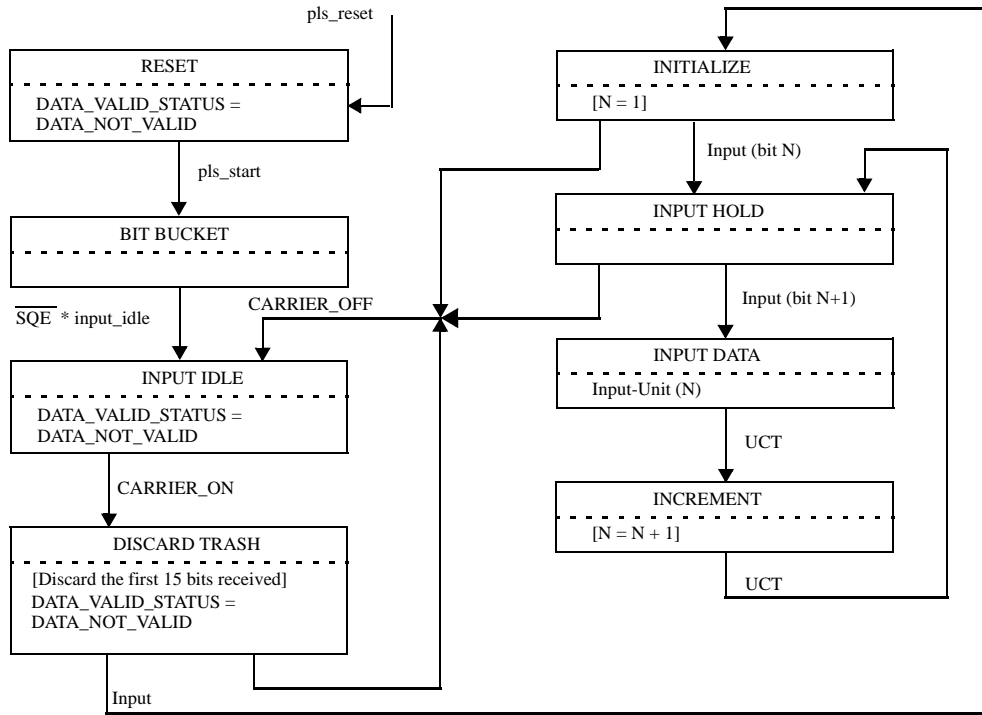 pls_reset
RESET
DATA_VALID_STATUS =
DATA_NOT_VALID
pls_start
BIT BUCKET
SQE * input_idle
CARRIER_OFF
INPUT IDLE
DATA_VALID_STATUS =
DATA_NOT_VALID
CARRIER_ON
DISCARD TRASH
[Discard the first 15 bits received]
DATA_VALID_STATUS =
DATA_NOT_VALID
Input
INITIALIZE
[N = 1]
Input (bit N)
INPUT HOLD
Input (bit N+1)
INPUT DATA
Input-Unit (N)
UCT
INCREMENT
[N = N + 1]
UCT